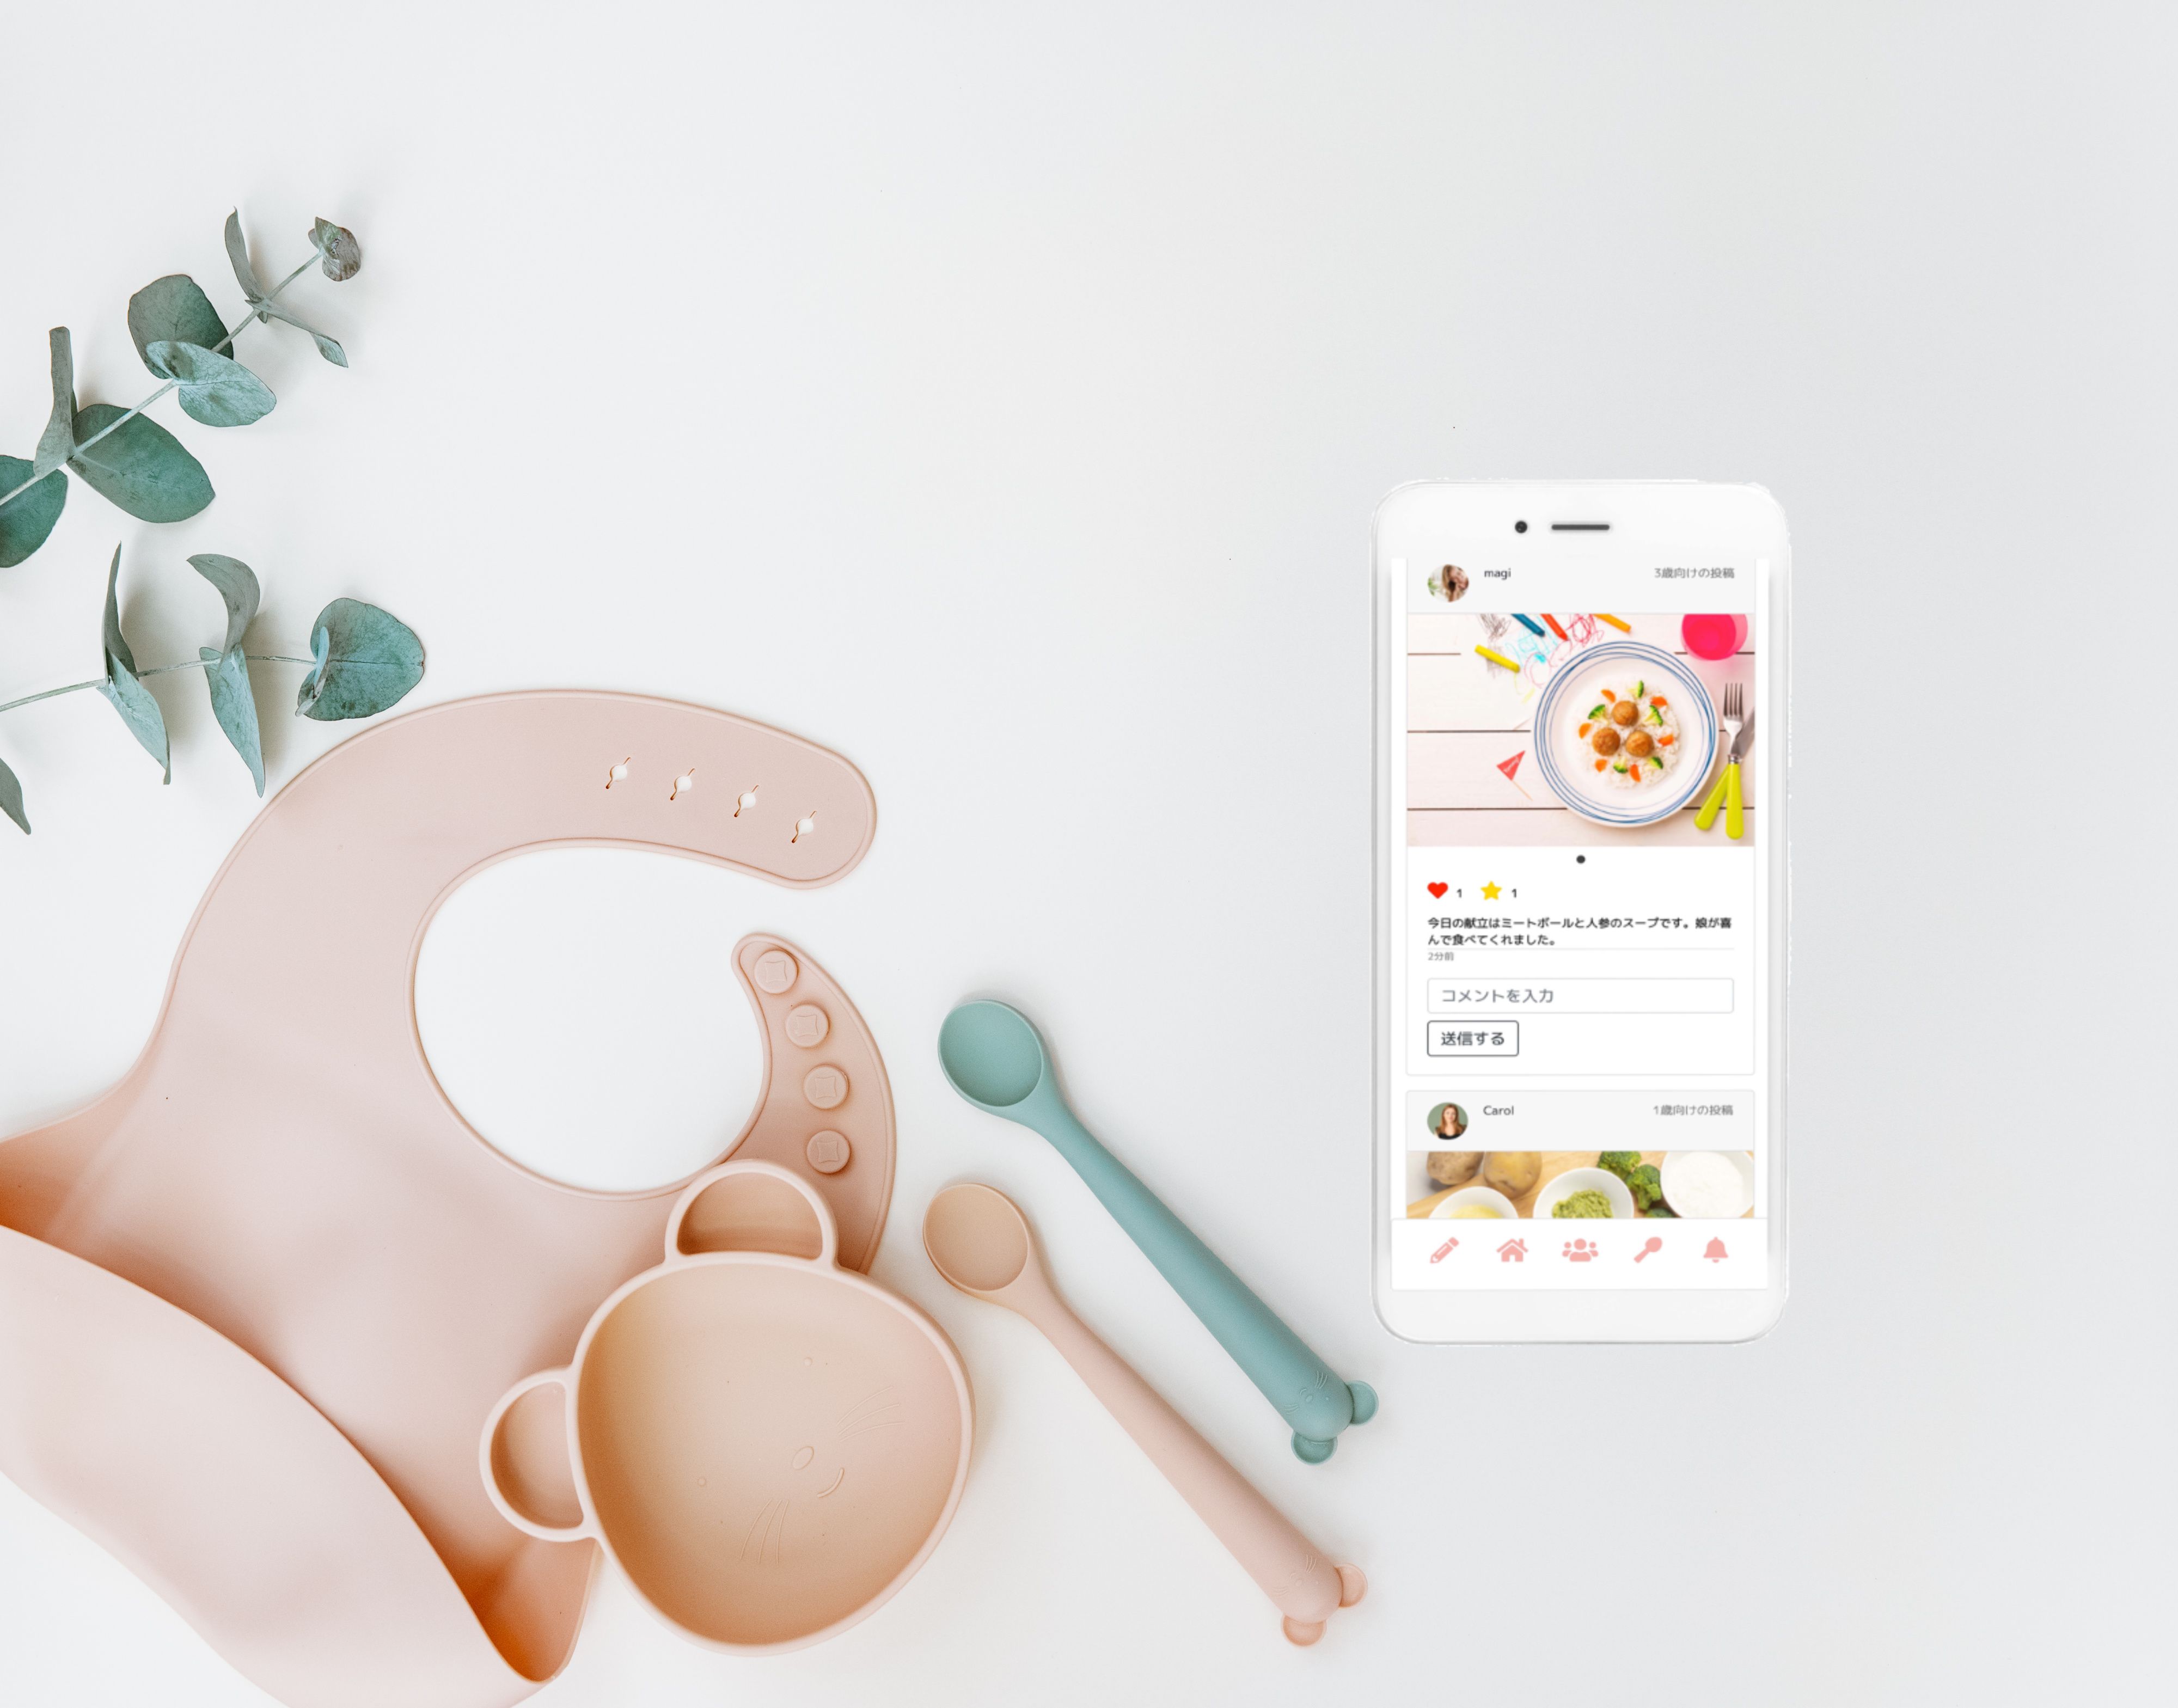 magi
3歳向けの投稿
1
1
今日の献立はミートボールと人参のスープです。娘が喜
んで食べてくれました。
2分前
コメントを入力
送信する
Carol
1歳向けの投稿